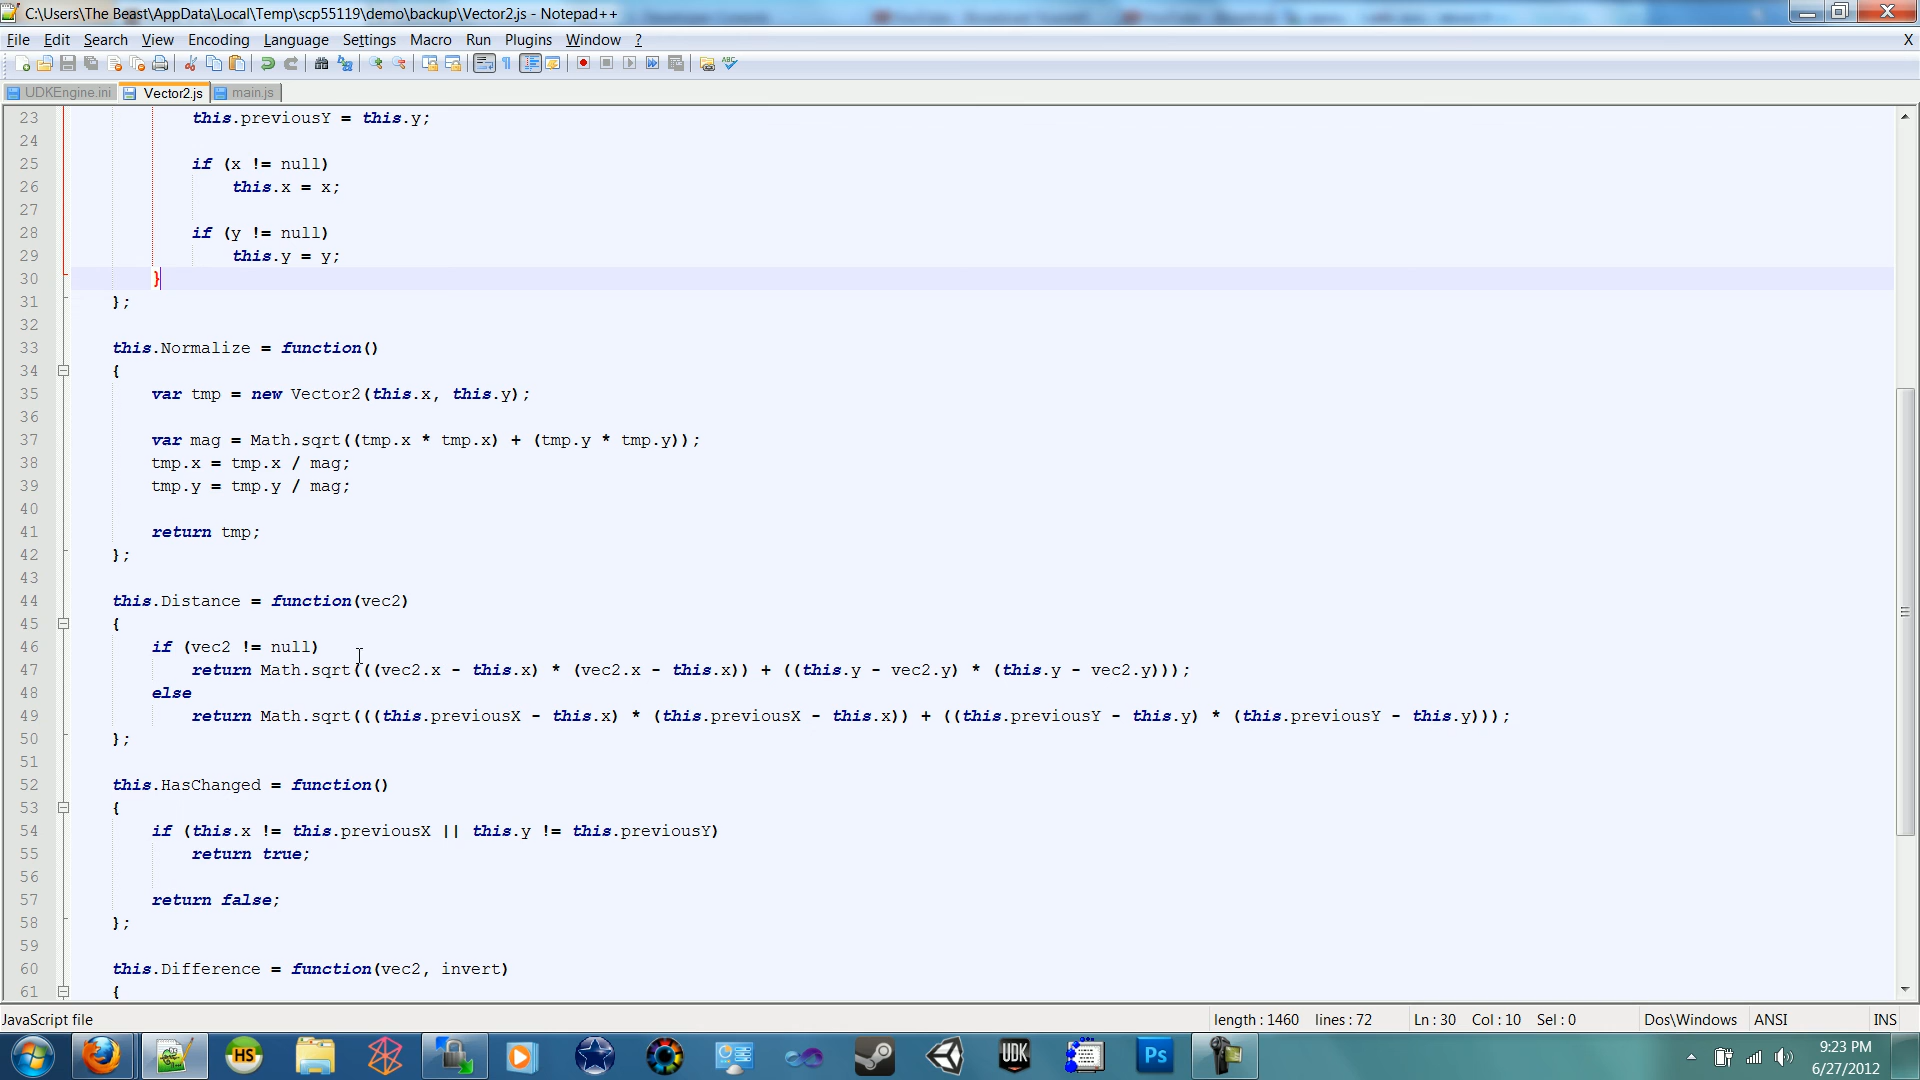 C:\Users\The Beast\AppData\Local\Temp\scp55119\demo\backup\Vector2.js - Notepad++
File Edit Search View Encoding Language Settings Macro Run Plugins Window ? X
UDKEngine.ini Vector2.js main.js
23 this.previousY = this.y;
24
25 if (x != null)
26 this.x = x;
27
28 if (y != null)
29 this.y = y;
30 }
31 };
32
33 this.Normalize = function()
34 {
35 var tmp = new Vector2(this.x, this.y);
36
37 var mag = Math.sqrt((tmp.x * tmp.x) + (tmp.y * tmp.y));
38 tmp.x = tmp.x / mag;
39 tmp.y = tmp.y / mag;
40
41 return tmp;
42 };
43
44 this.Distance = function(vec2)
45 {
46 if (vec2 != null)
47 return Math.sqrt(((vec2.x - this.x) * (vec2.x - this.x)) + ((this.y - vec2.y) * (this.y - vec2.y)));
48 else
49 return Math.sqrt(((this.previousX - this.x) * (this.previousX - this.x)) + ((this.previousY - this.y) * (this.previousY - this.y)));
50 };
51
52 this.HasChanged = function()
53 {
54 if (this.x != this.previousX || this.y != this.previousY)
55 return true;
56
57 return false;
58 };
59
60 this.Difference = function(vec2, invert)
61 {
JavaScript file length : 1460 lines : 72 Ln : 30 Col : 10 Sel : 0 Dos\Windows ANSI INS
HS UDK Ps
9:23 PM
6/27/2012